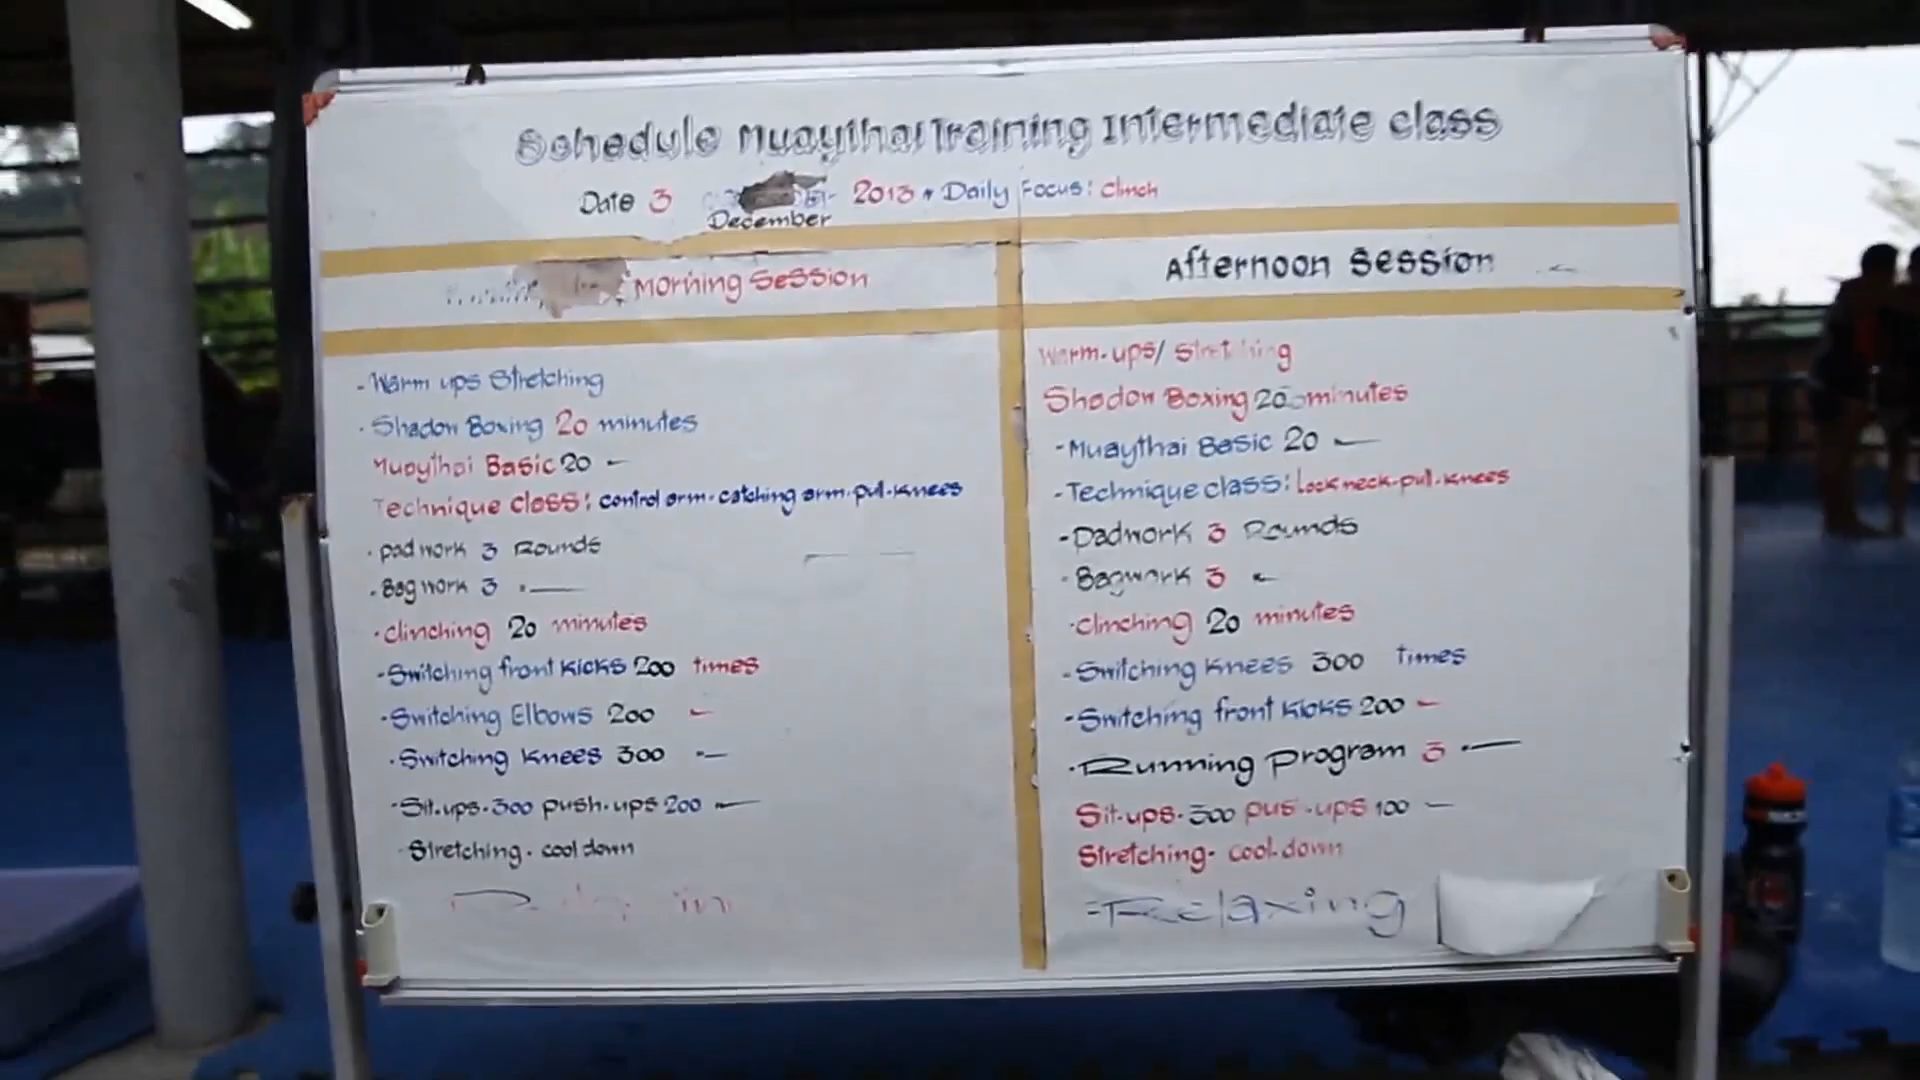 Schedule Muaythai Training Intermediate class
Date 3 2013 * Daily Focus: Clinch
December
Morning Session
- Warm ups Stretching
- Shadow Boxing 20 minutes
Muaythai Basic 20 -
Technique class: control arm-catching arm-pull-knees
- pad work 3 Rounds
- Bag work 3 -
- clinching 20 minutes
- Switching front kicks 200 times
- Switching Elbows 200 -
- Switching knees 300 -
- Sit-ups-300 push-ups 200 -
- Stretching- cool down
Afternoon Session
Warm-ups/ Stretching
Shadow Boxing 20 minutes
- Muaythai Basic 20 -
- Technique class: Lock neck-pull-knees
- Padwork 3 Rounds
- Bagwork 3 -
- clinching 20 minutes
- Switching knees 300 times
- Switching front kicks 200 -
- Running program 3 -
Sit-ups-300 pus -ups 100 -
Stretching- cool-down
- Relaxing